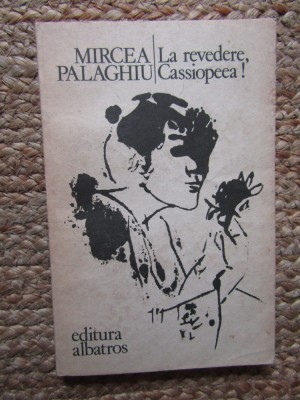 MIRCEA
PALAGHIU
La revedere,
Cassiopeea!
editura
albatros